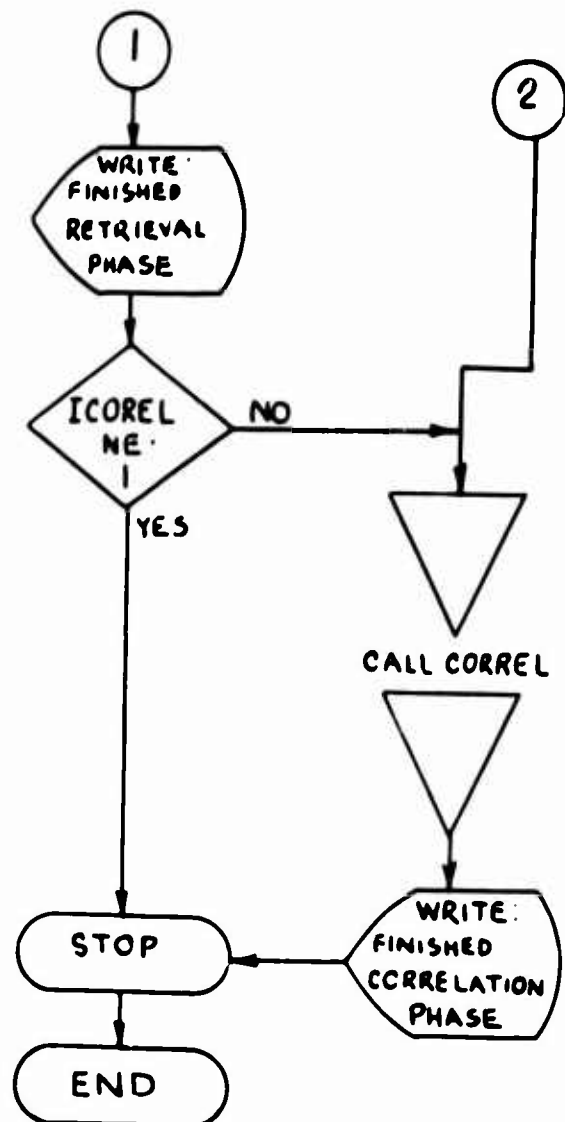 1
2
WRITE:
FINISHED
RETRIEVAL
PHASE
ICOREL
NE.
1
NO
YES
CALL CORREL
WRITE:
FINISHED
CORRELATION
PHASE
STOP
END